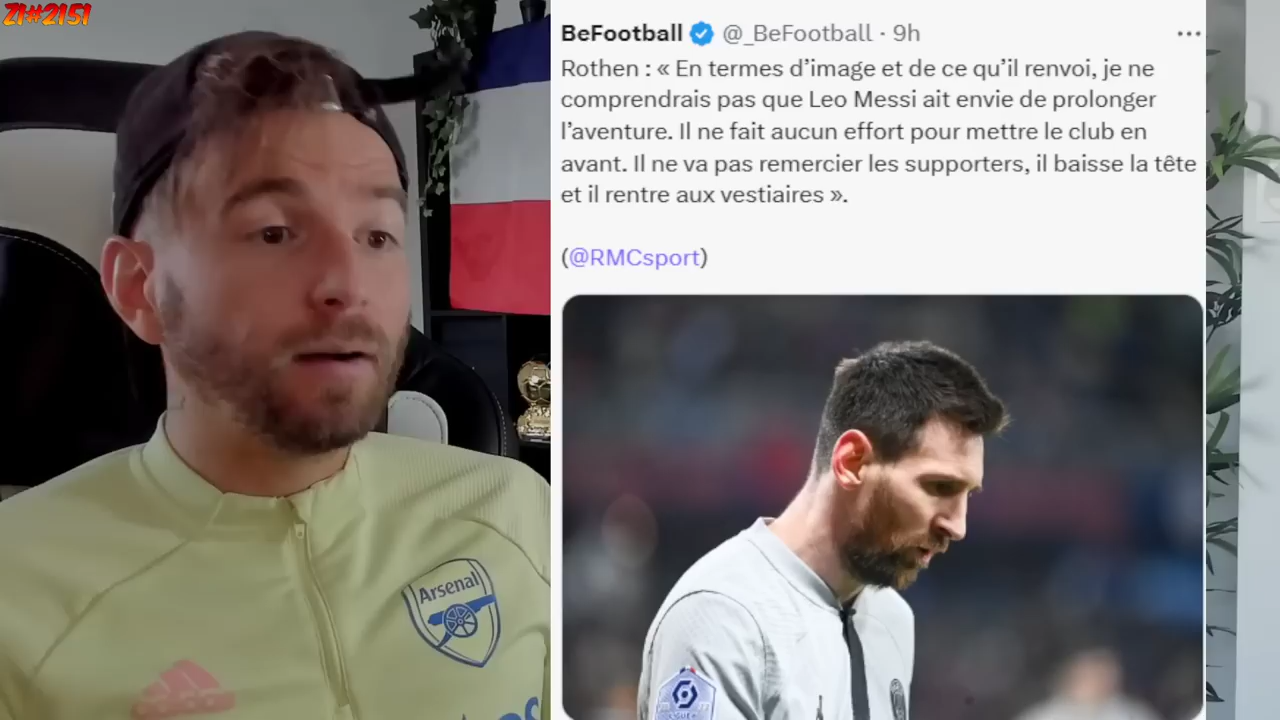 Z1#2151
BeFootball @_BeFootball · 9h
Rothen : « En termes d’image et de ce qu’il renvoi, je ne
comprendrais pas que Leo Messi ait envie de prolonger
l’aventure. Il ne fait aucun effort pour mettre le club en
avant. Il ne va pas remercier les supporters, il baisse la tête
et il rentre aux vestiaires ».
(@RMCsport)
Arsenal